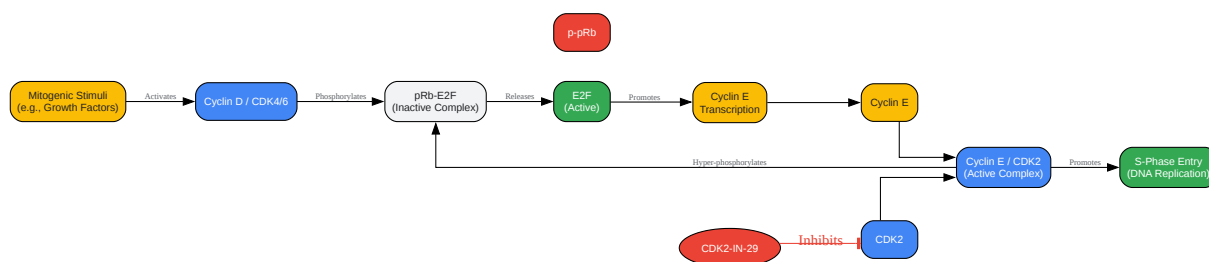 p-pRb
Mitogenic Stimuli
(e.g., Growth Factors)
Activates
Cyclin D / CDK4/6
Phosphorylates
pRb-E2F
(Inactive Complex)
Releases
E2F
(Active)
Promotes
Cyclin E
Transcription
Cyclin E
Hyper-phosphorylates
Cyclin E / CDK2
(Active Complex)
Promotes
S-Phase Entry
(DNA Replication)
CDK2-IN-29
Inhibits
CDK2